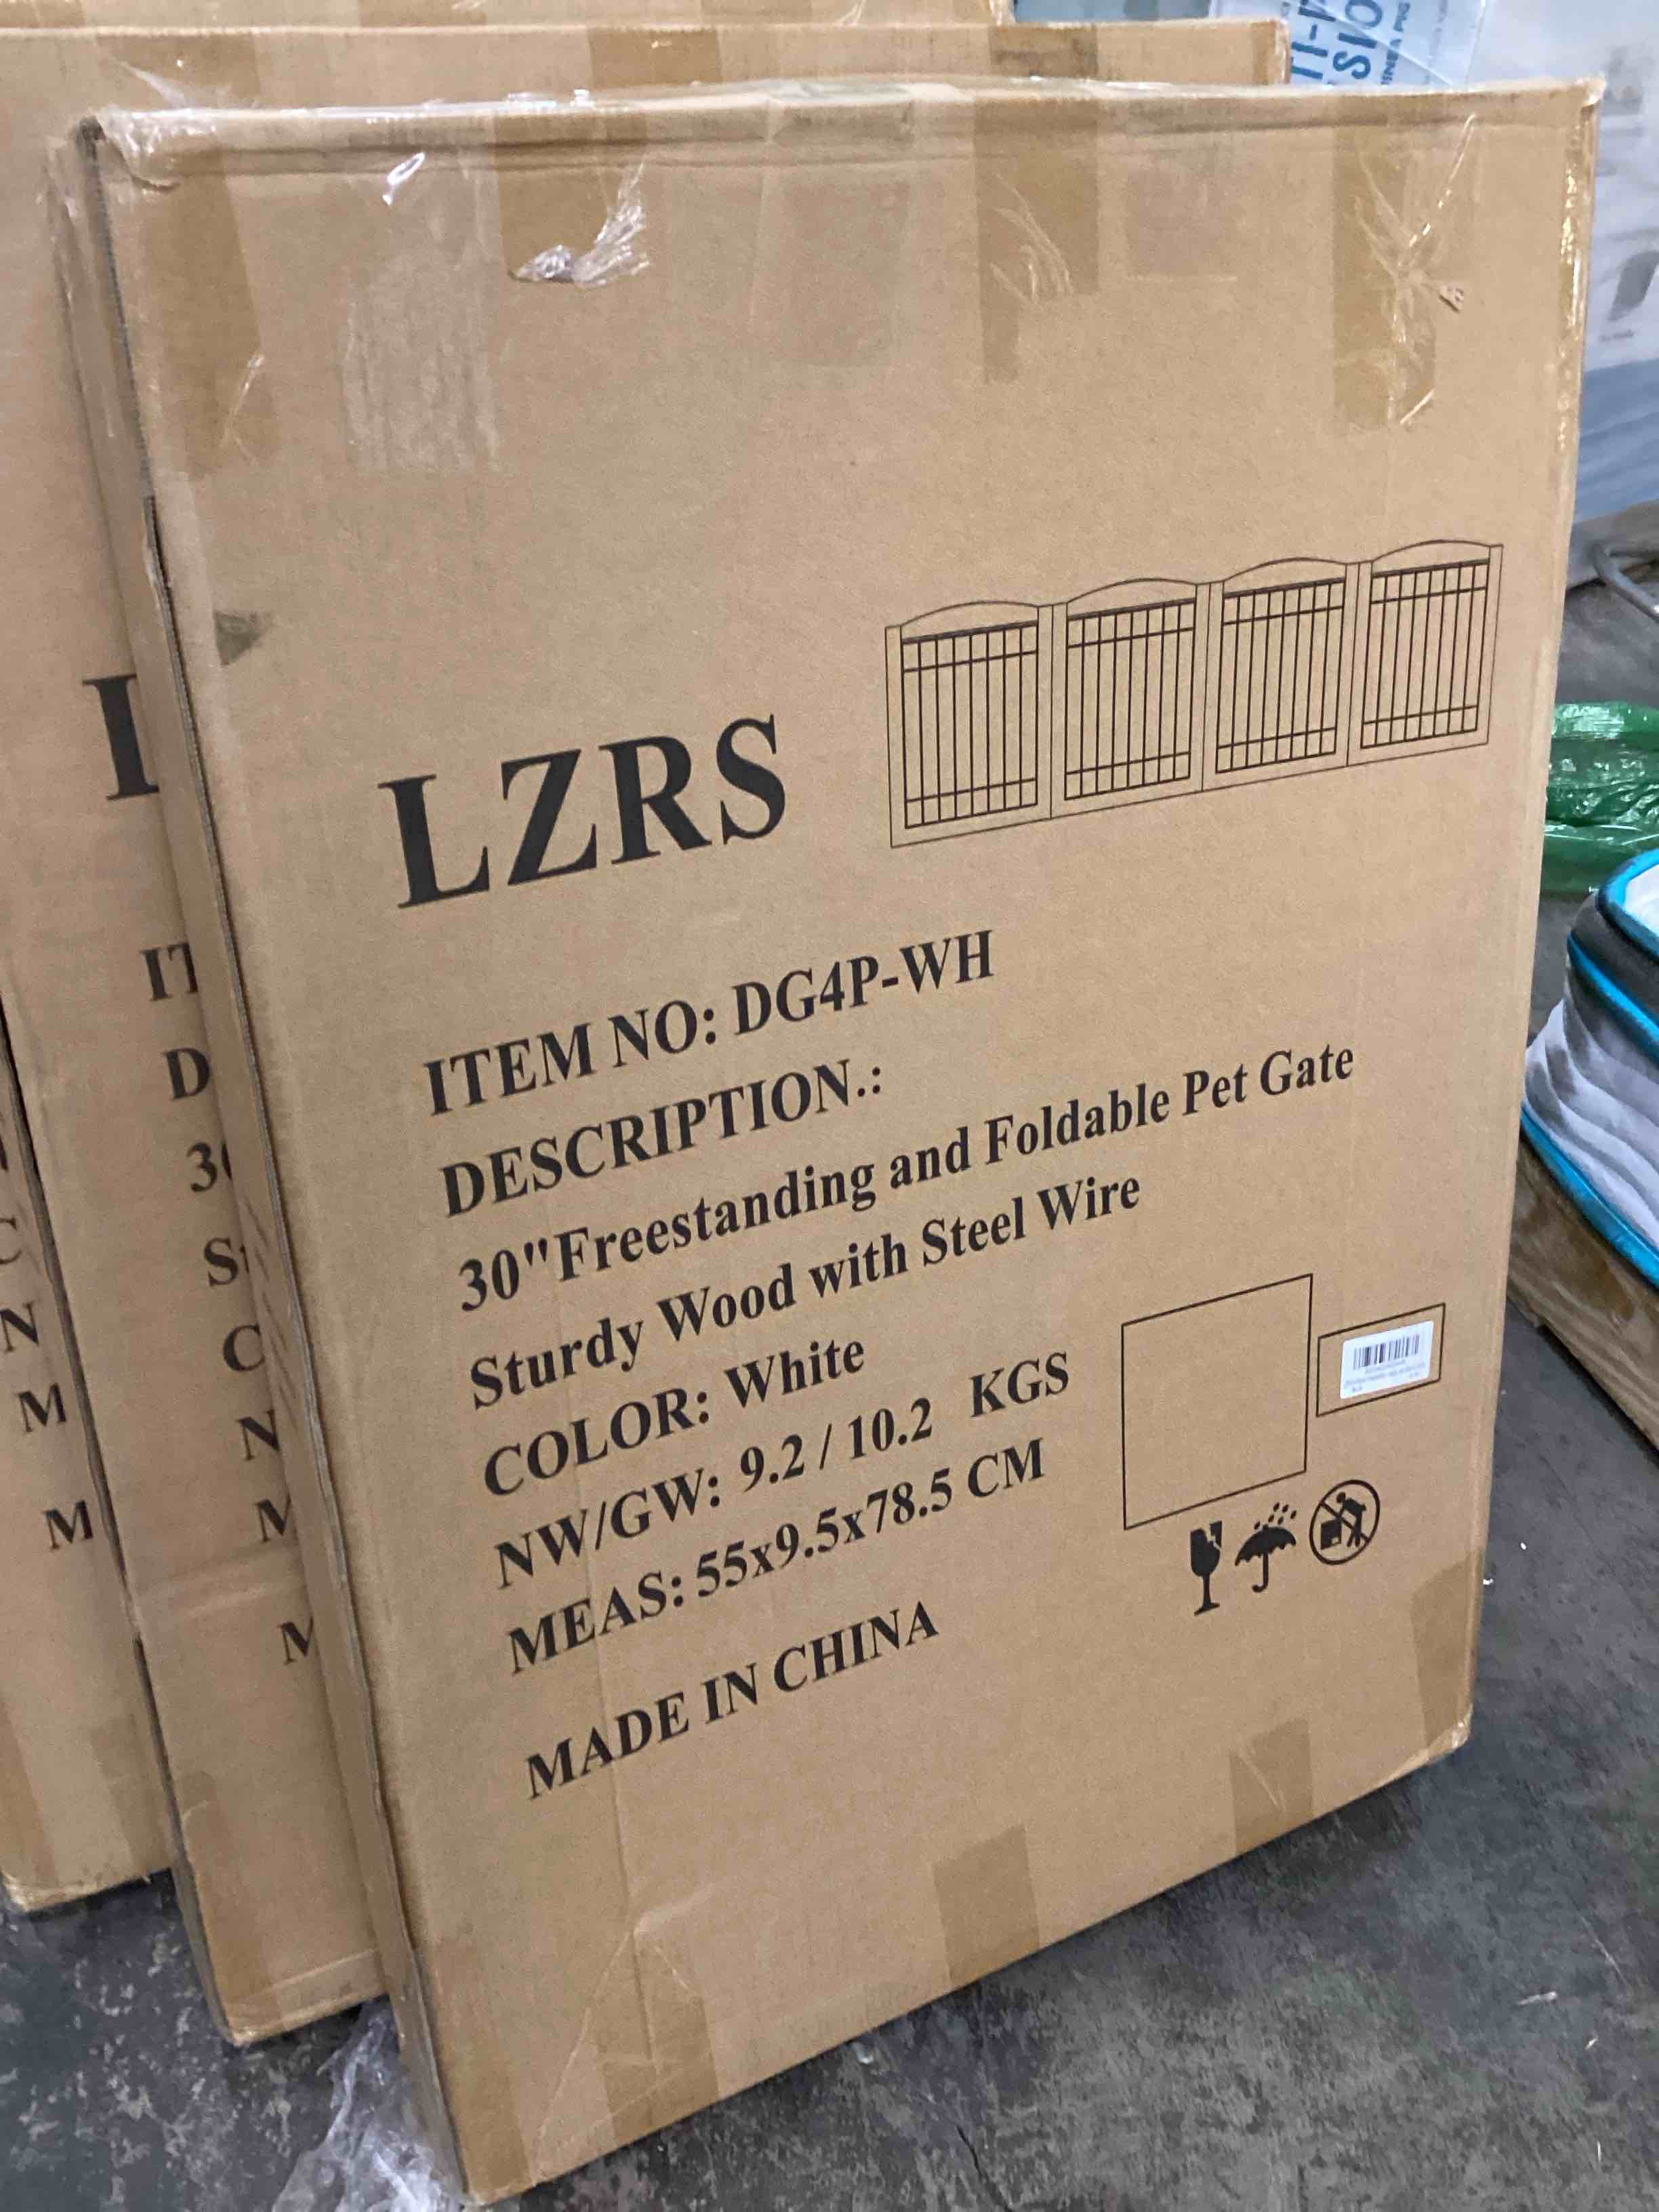 LZRS
ITEM NO: DG4P-WH
DESCRIPTION.:
30"Freestanding and Foldable Pet Gate
Sturdy Wood with Steel Wire
COLOR: White
NW/GW: 9.2 / 10.2 KGS
MEAS: 55x9.5x78.5 CM
MADE IN CHINA